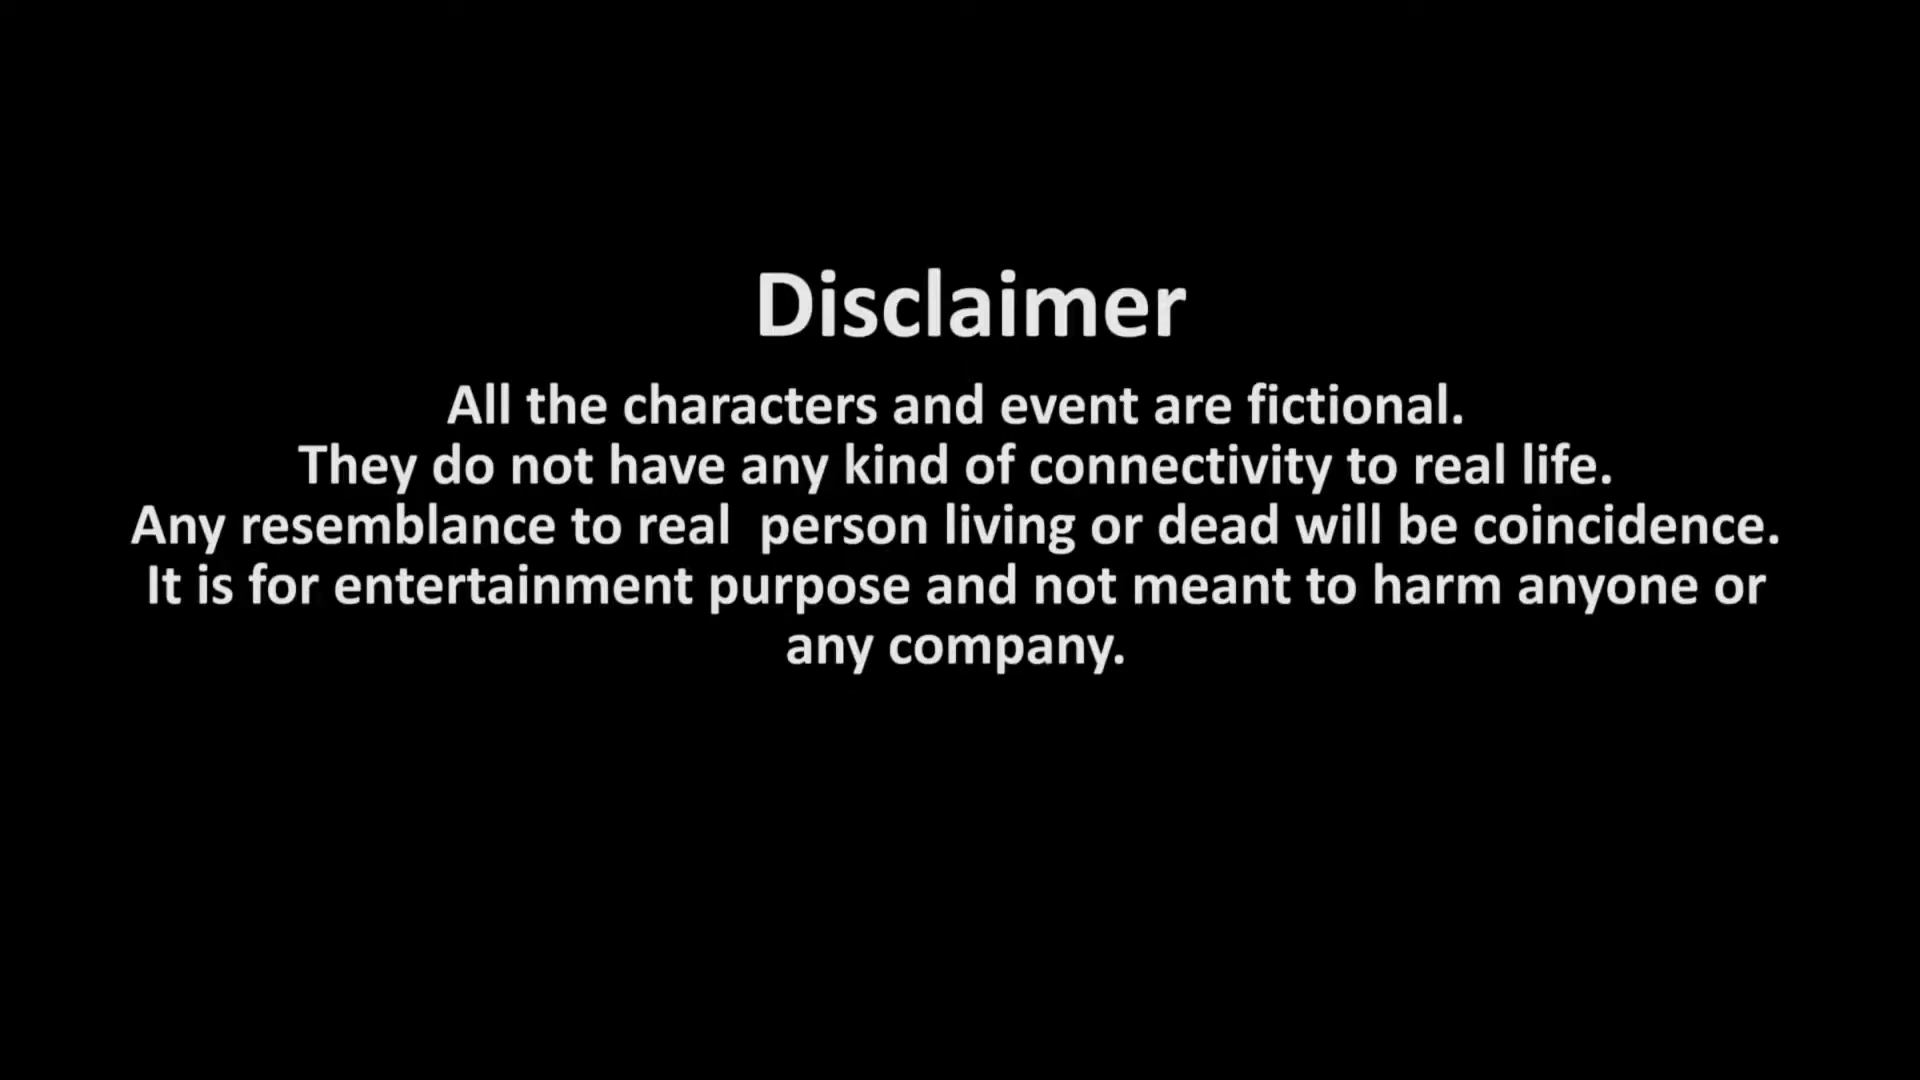 Disclaimer
All the characters and event are fictional.
They do not have any kind of connectivity to real life.
Any resemblance to real  person living or dead will be coincidence.
It is for entertainment purpose and not meant to harm anyone or
any company.